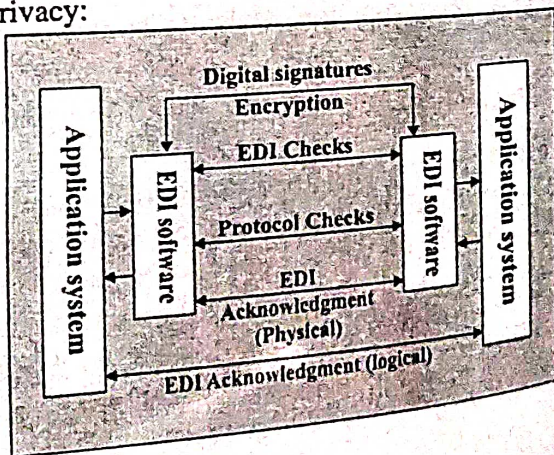 rivacy:
Digital signatures
Encryption
Application system
EDI software
EDI Checks
Protocol Checks
EDI
Acknowledgment
(Physical)
EDI Acknowledgment (logical)
EDI software
Application system